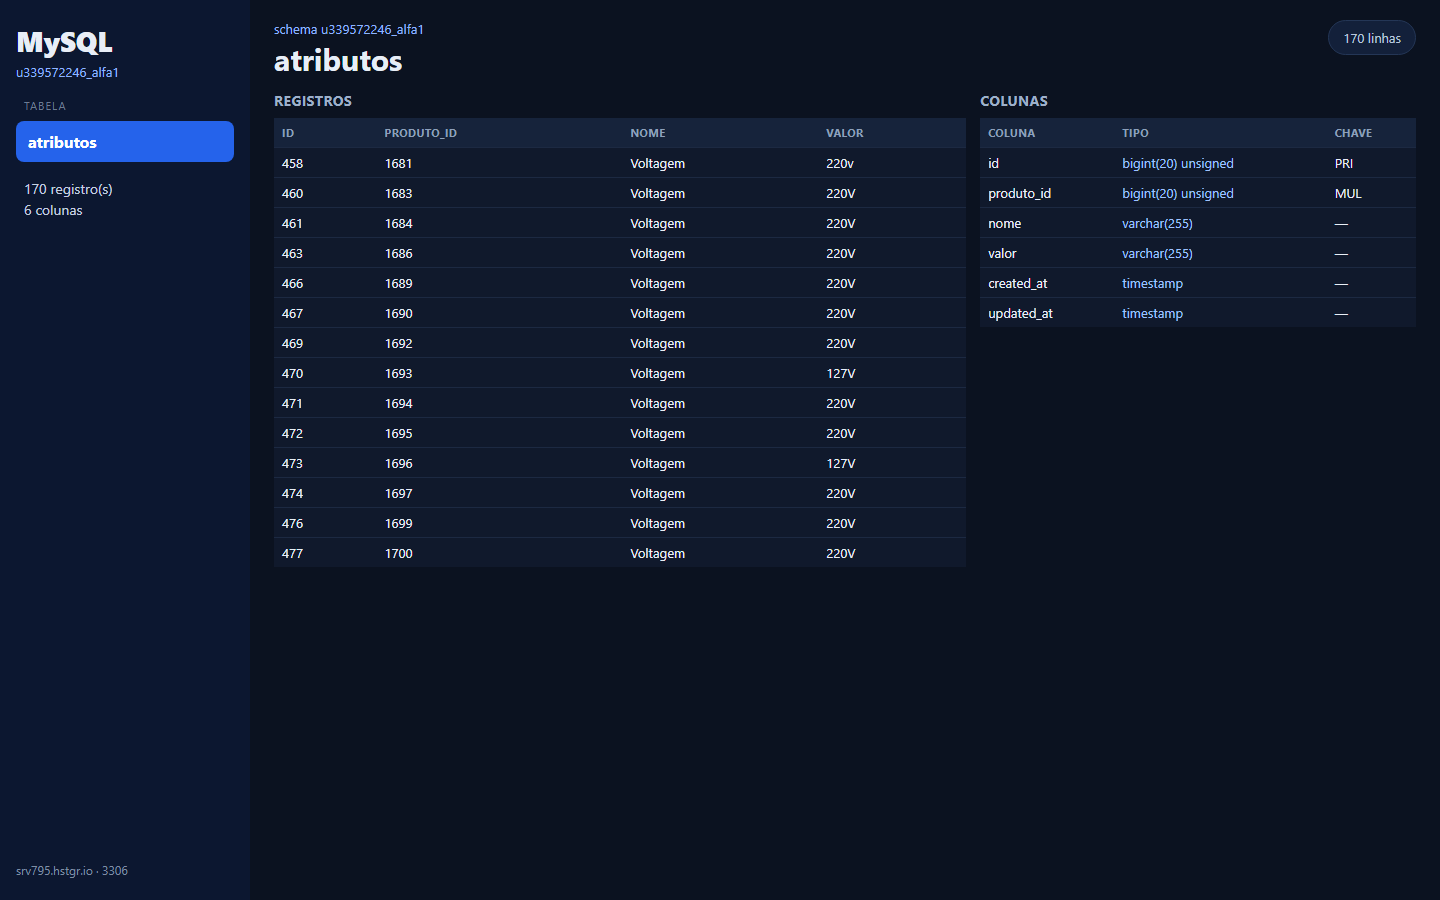 MySQL
u339572246_alfa1
TABELA
atributos
170 registro(s)
6 colunas
srv795.hstgr.io · 3306
schema u339572246_alfa1
atributos
170 linhas
REGISTROS
ID PRODUTO_ID NOME VALOR
458 1681 Voltagem 220v
460 1683 Voltagem 220V
461 1684 Voltagem 220V
463 1686 Voltagem 220V
466 1689 Voltagem 220V
467 1690 Voltagem 220V
469 1692 Voltagem 220V
470 1693 Voltagem 127V
471 1694 Voltagem 220V
472 1695 Voltagem 220V
473 1696 Voltagem 127V
474 1697 Voltagem 220V
476 1699 Voltagem 220V
477 1700 Voltagem 220V
COLUNAS
COLUNA TIPO CHAVE
id bigint(20) unsigned PRI
produto_id bigint(20) unsigned MUL
nome varchar(255) —
valor varchar(255) —
created_at timestamp —
updated_at timestamp —